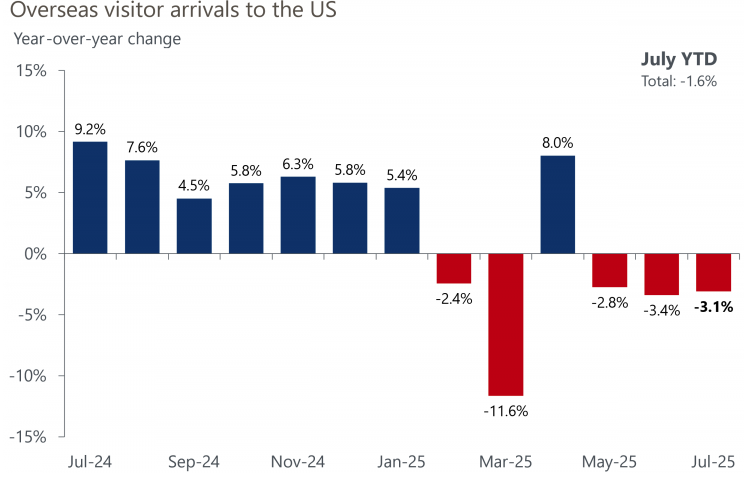 Overseas visitor arrivals to the US
Year-over-year change
July YTD
Total: -1.6%
15%
10%
5%
0%
-5%
-10%
-15%
9.2%
7.6%
4.5%
5.8%
6.3%
5.8%
5.4%
-2.4%
-11.6%
8.0%
-2.8%
-3.4%
-3.1%
Jul-24
Sep-24
Nov-24
Jan-25
Mar-25
May-25
Jul-25